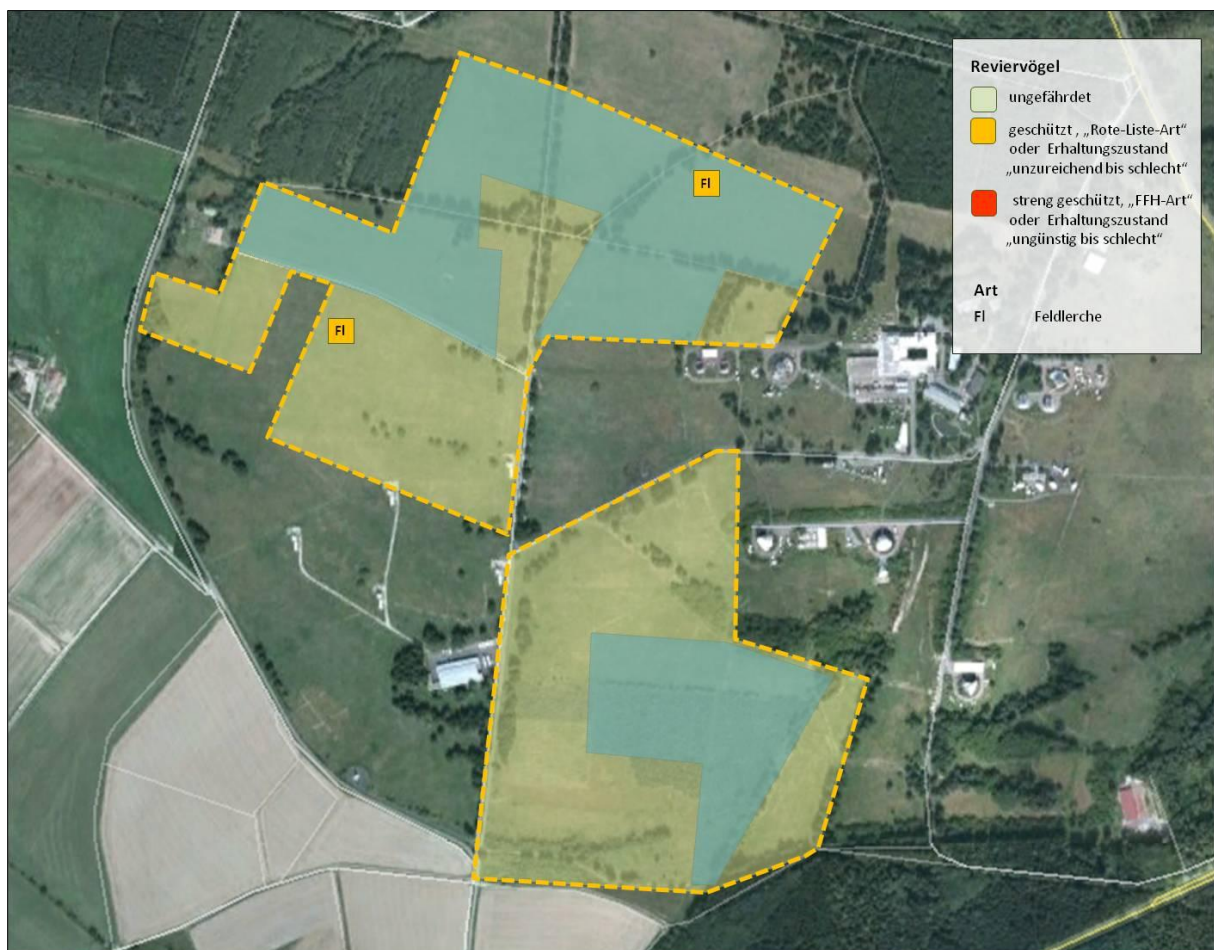 Reviervögel
ungefährdet
geschützt , „Rote-Liste-Art“
oder Erhaltungszustand
„unzureichend bis schlecht“
streng geschützt, „FFH-Art“
oder Erhaltungszustand
„ungünstig bis schlecht“
Art
Fl Feldlerche
Fl
Fl